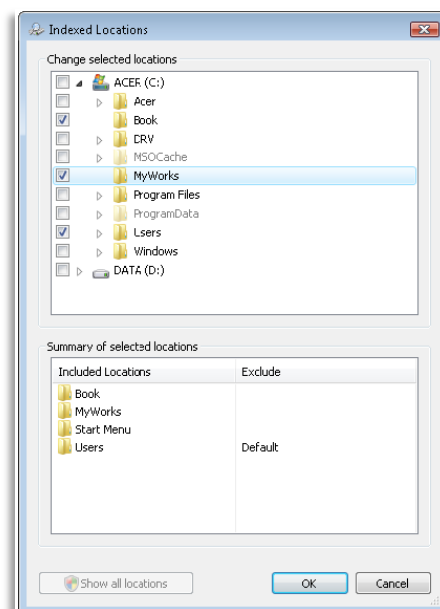 Indexed Locations
Change selected locations
ACER (C:)
Acer
Book
DRV
MSOCache
MyWorks
Program Files
ProgramData
Users
Windows
DATA (D:)
Summary of selected locations
Included Locations Exclude
Book
MyWorks
Start Menu
Users Default
Show all locations OK Cancel